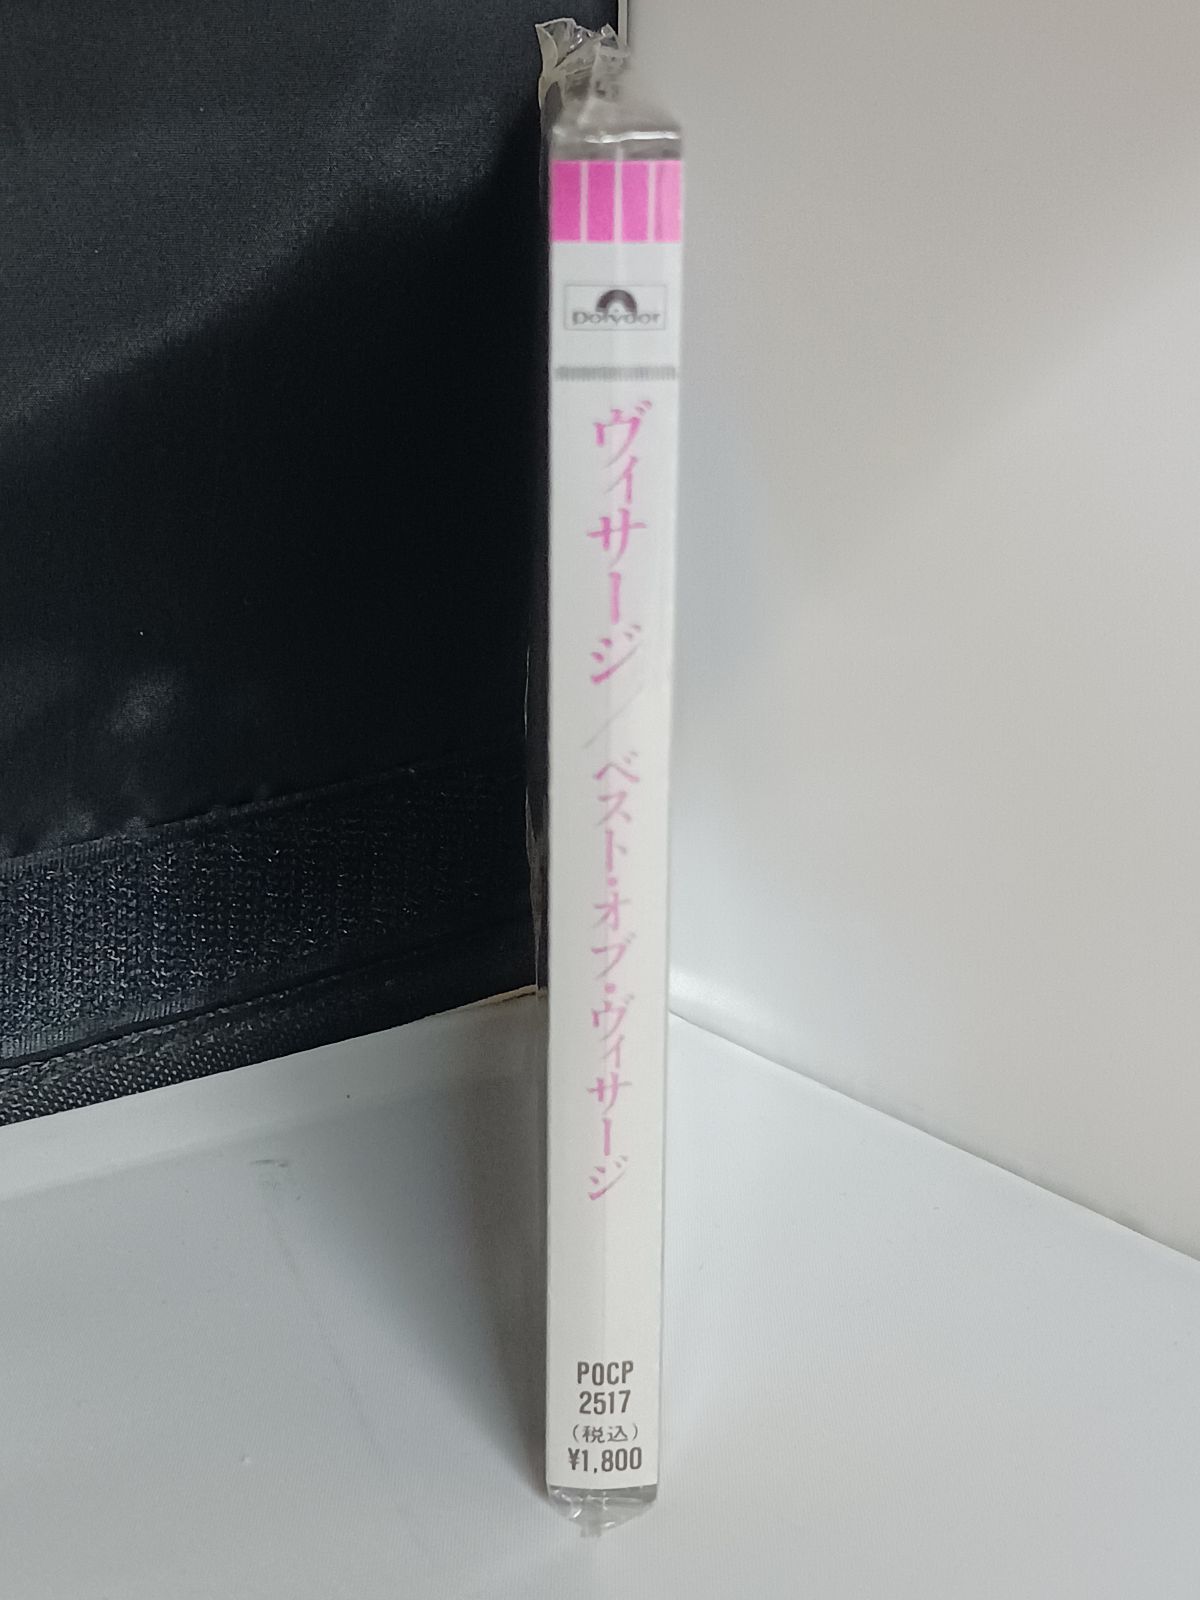 polydor
ヴィサージ／ベスト・オブ・ヴィサージ
POCP
2517
(税込)
¥1,800